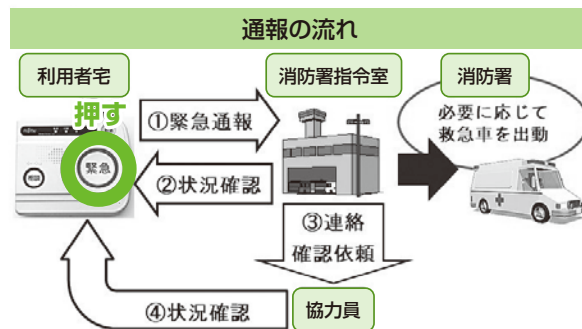 通報の流れ
利用者宅
消防署指令室
消防署
押す
緊急
①緊急通報
必要に応じて
救急車を出動
②状況確認
③連絡
確認依頼
④状況確認
協力員